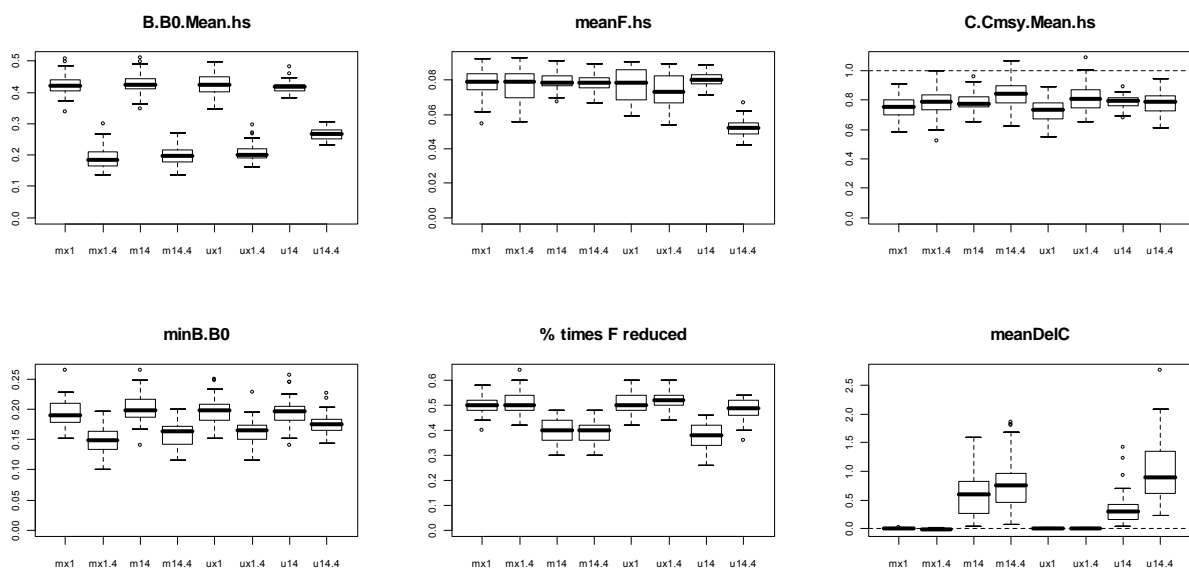 B.B0.Mean.hs
0.0 0.1 0.2 0.3 0.4 0.5
mx1 mx1.4 m14 m14.4 ux1 ux1.4 u14 u14.4
meanF.hs
0.00 0.02 0.04 0.06 0.08
mx1 mx1.4 m14 m14.4 ux1 ux1.4 u14 u14.4
C.Cmsy.Mean.hs
0.0 0.2 0.4 0.6 0.8 1.0
mx1 mx1.4 m14 m14.4 ux1 ux1.4 u14 u14.4
minB.B0
0.00 0.05 0.10 0.15 0.20 0.25
mx1 mx1.4 m14 m14.4 ux1 ux1.4 u14 u14.4
% times F reduced
0.0 0.1 0.2 0.3 0.4 0.5 0.6
mx1 mx1.4 m14 m14.4 ux1 ux1.4 u14 u14.4
meanDelC
0.0 0.5 1.0 1.5 2.0 2.5
mx1 mx1.4 m14 m14.4 ux1 ux1.4 u14 u14.4